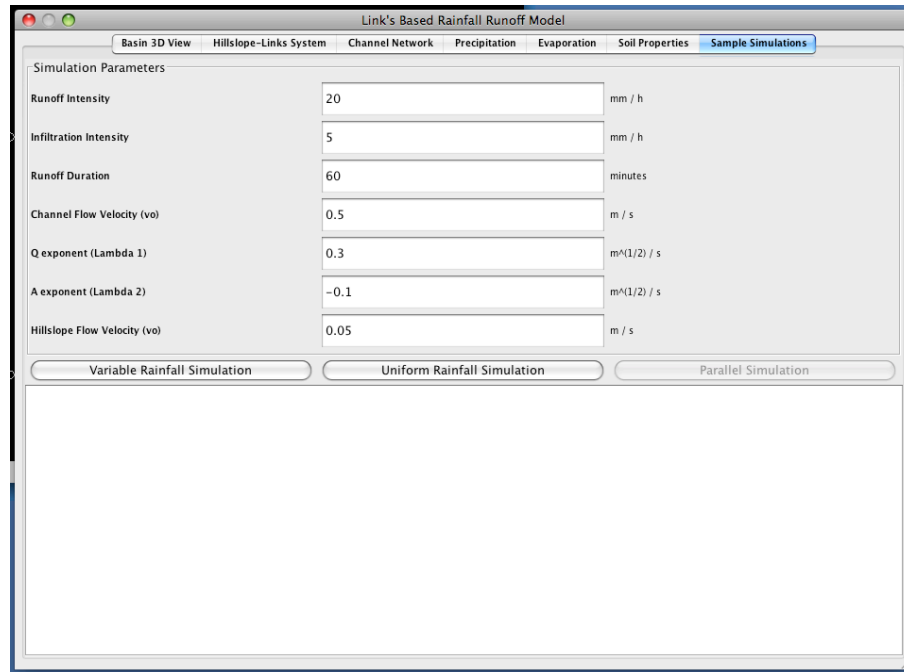 Link's Based Rainfall Runoff Model
Basin 3D View Hillslope-Links System Channel Network Precipitation Evaporation Soil Properties Sample Simulations
Simulation Parameters
Runoff Intensity 20 mm / h
Infiltration Intensity 5 mm / h
Runoff Duration 60 minutes
Channel Flow Velocity (vo) 0.5 m / s
Q exponent (Lambda 1) 0.3 m^(1/2) / s
A exponent (Lambda 2) -0.1 m^(1/2) / s
Hillslope Flow Velocity (vo) 0.05 m / s
Variable Rainfall Simulation Uniform Rainfall Simulation Parallel Simulation